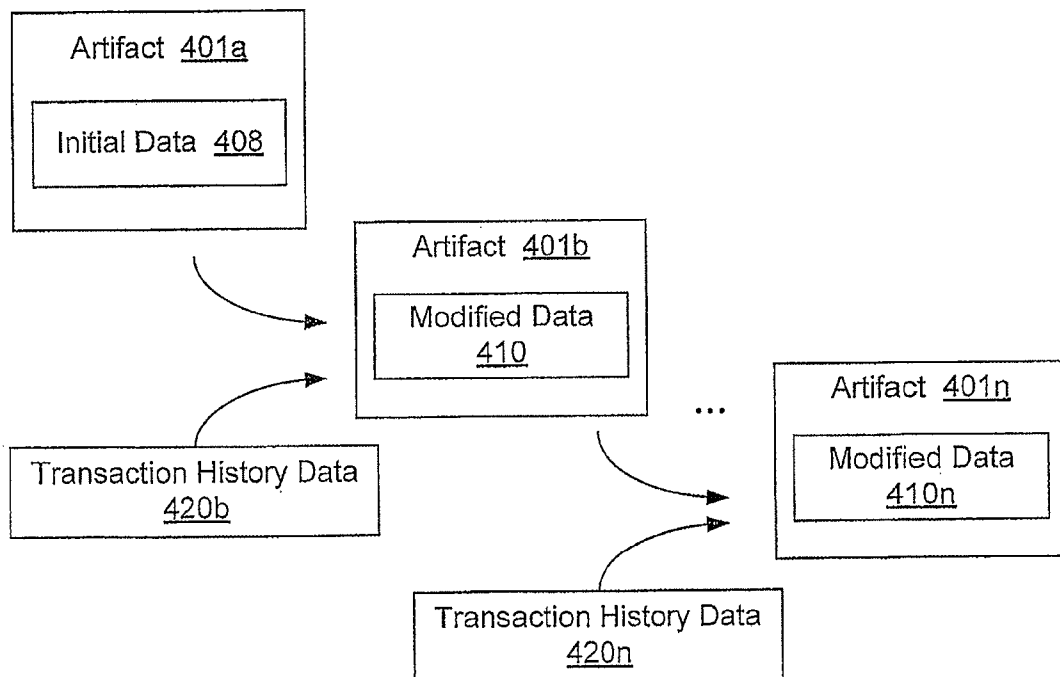 Artifact 401a
Initial Data 408
Artifact 401b
Modified Data
410
...
Artifact 401n
Modified Data
410n
Transaction History Data
420b
Transaction History Data
420n